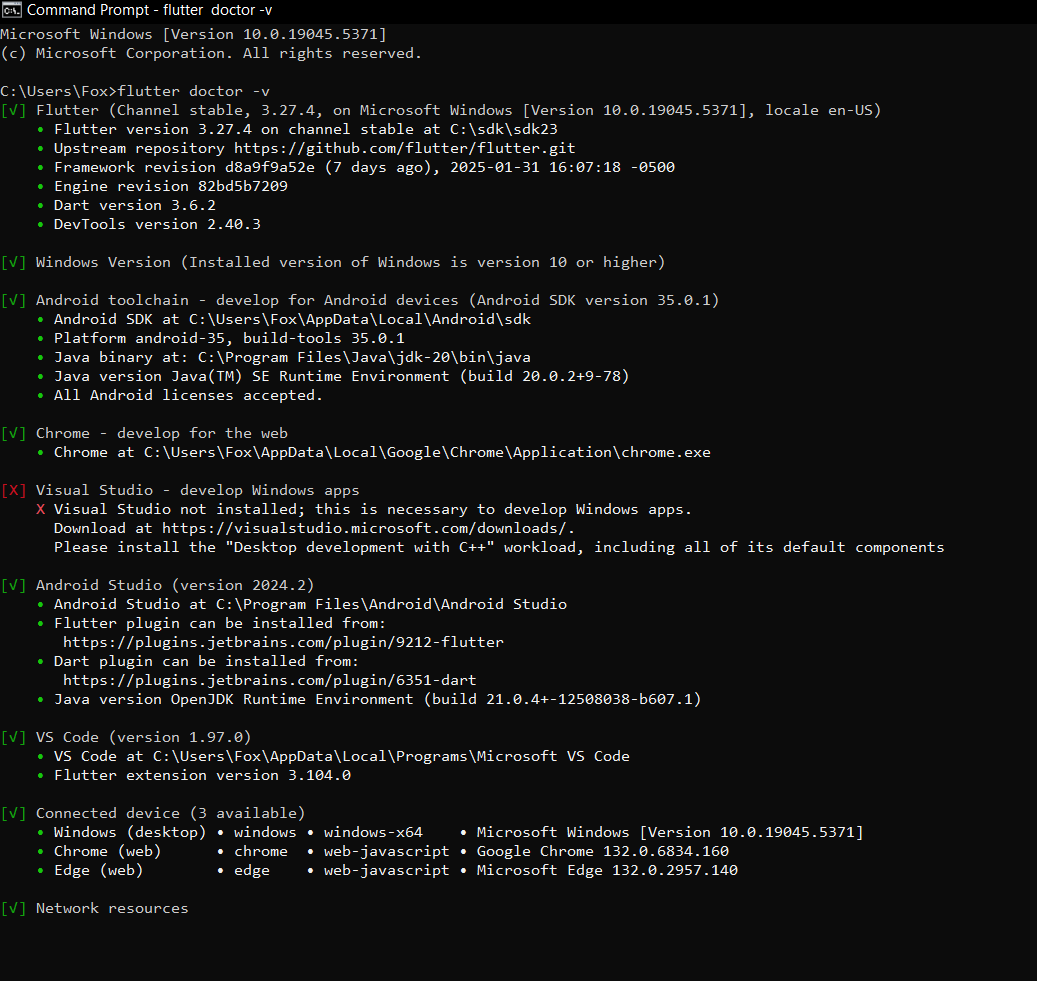 Command Prompt - flutter doctor -v
Microsoft Windows [Version 10.0.19045.5371]
(c) Microsoft Corporation. All rights reserved.
C:\Users\Fox>flutter doctor -v
[√] Flutter (Channel stable, 3.27.4, on Microsoft Windows [Version 10.0.19045.5371], locale en-US)
• Flutter version 3.27.4 on channel stable at C:\sdk\sdk23
• Upstream repository https://github.com/flutter/flutter.git
• Framework revision d8a9f9a52e (7 days ago), 2025-01-31 16:07:18 -0500
• Engine revision 82bd5b7209
• Dart version 3.6.2
• DevTools version 2.40.3
[√] Windows Version (Installed version of Windows is version 10 or higher)
[√] Android toolchain - develop for Android devices (Android SDK version 35.0.1)
• Android SDK at C:\Users\Fox\AppData\Local\Android\sdk
• Platform android-35, build-tools 35.0.1
• Java binary at: C:\Program Files\Java\jdk-20\bin\java
• Java version Java(TM) SE Runtime Environment (build 20.0.2+9-78)
• All Android licenses accepted.
[√] Chrome - develop for the web
• Chrome at C:\Users\Fox\AppData\Local\Google\Chrome\Application\chrome.exe
[X] Visual Studio - develop Windows apps
X Visual Studio not installed; this is necessary to develop Windows apps.
Download at https://visualstudio.microsoft.com/downloads/.
Please install the "Desktop development with C++" workload, including all of its default components
[√] Android Studio (version 2024.2)
• Android Studio at C:\Program Files\Android\Android Studio
• Flutter plugin can be installed from:
https://plugins.jetbrains.com/plugin/9212-flutter
• Dart plugin can be installed from:
https://plugins.jetbrains.com/plugin/6351-dart
• Java version OpenJDK Runtime Environment (build 21.0.4+-12508038-b607.1)
[√] VS Code (version 1.97.0)
• VS Code at C:\Users\Fox\AppData\Local\Programs\Microsoft VS Code
• Flutter extension version 3.104.0
[√] Connected device (3 available)
• Windows (desktop) • windows • windows-x64 • Microsoft Windows [Version 10.0.19045.5371]
• Chrome (web) • chrome • web-javascript • Google Chrome 132.0.6834.160
• Edge (web) • edge • web-javascript • Microsoft Edge 132.0.2957.140
[√] Network resources